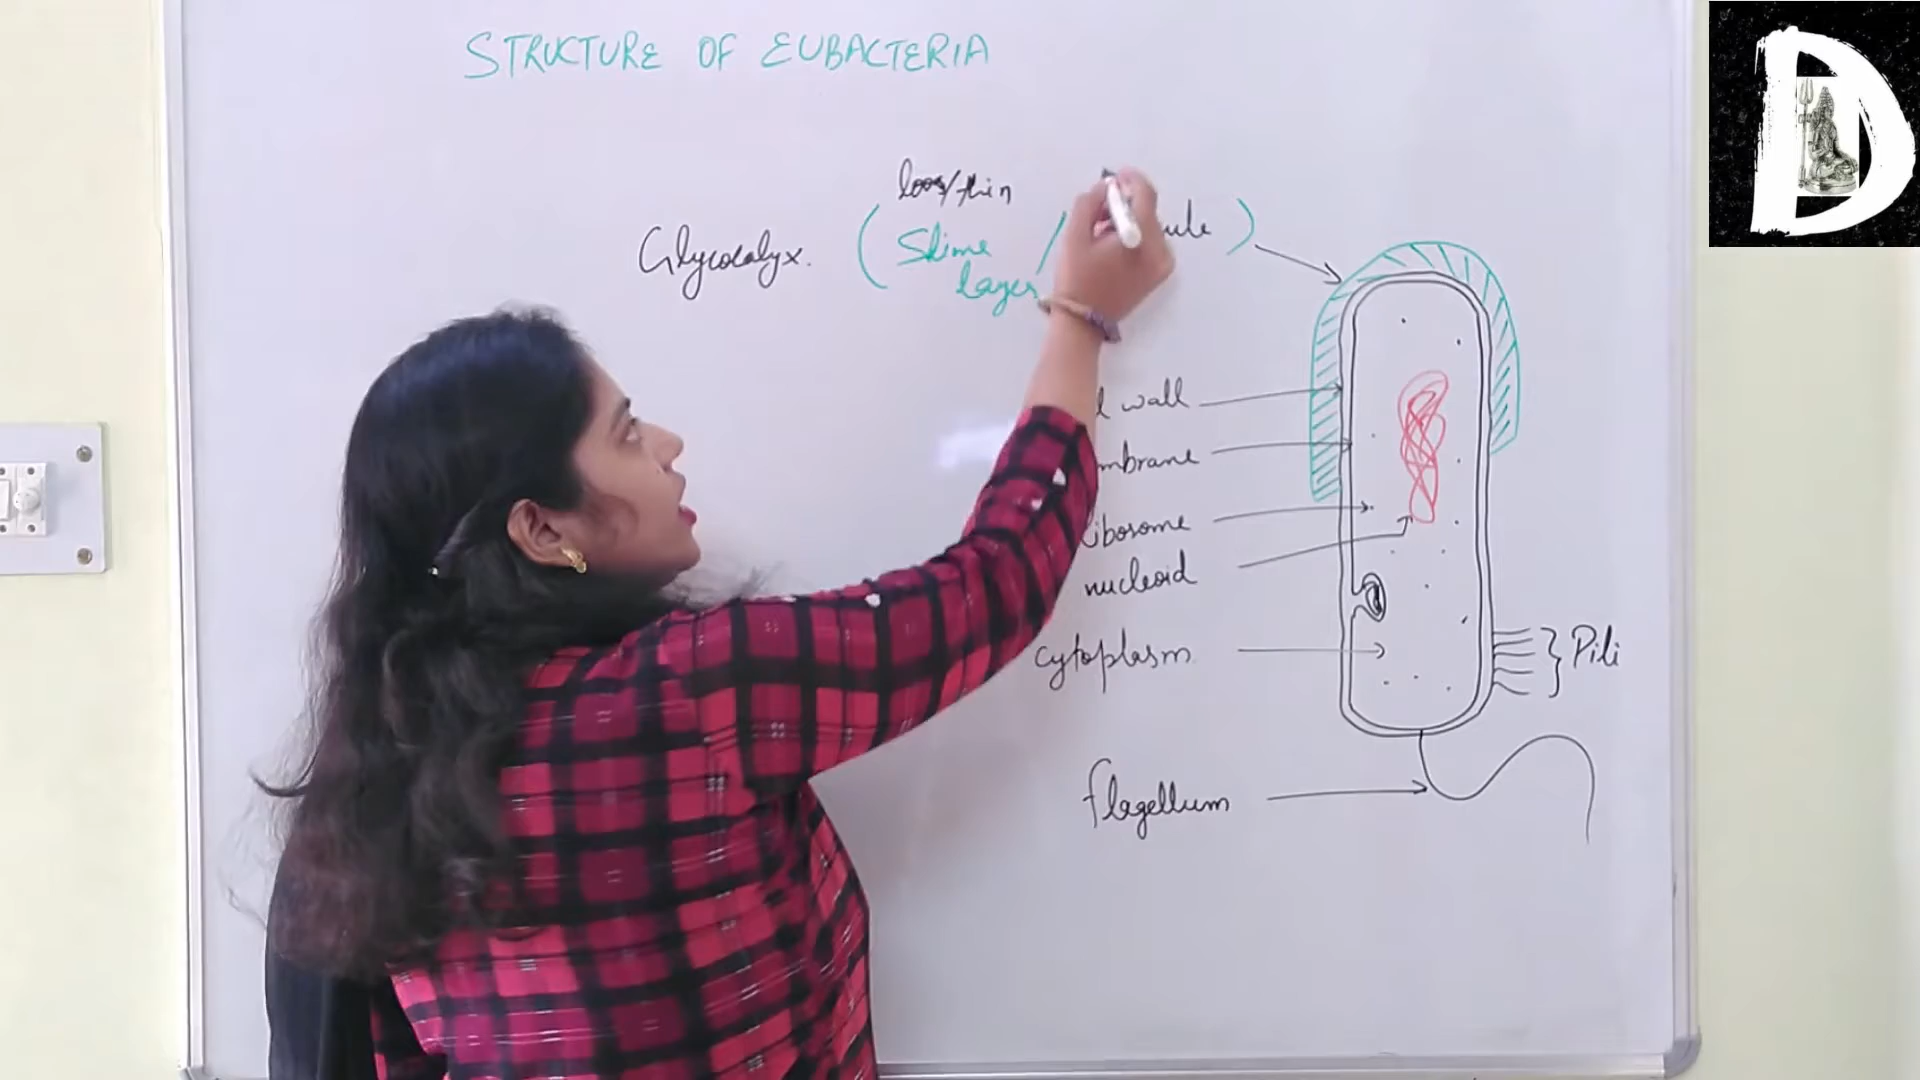 STRUCTURE OF EUBACTERIA
loose/thin
Glycocalyx. ( Slime / ule )
layer
l wall
mbrane
ibosome
nucleoid
cytoplasm
} Pili
flagellum
D